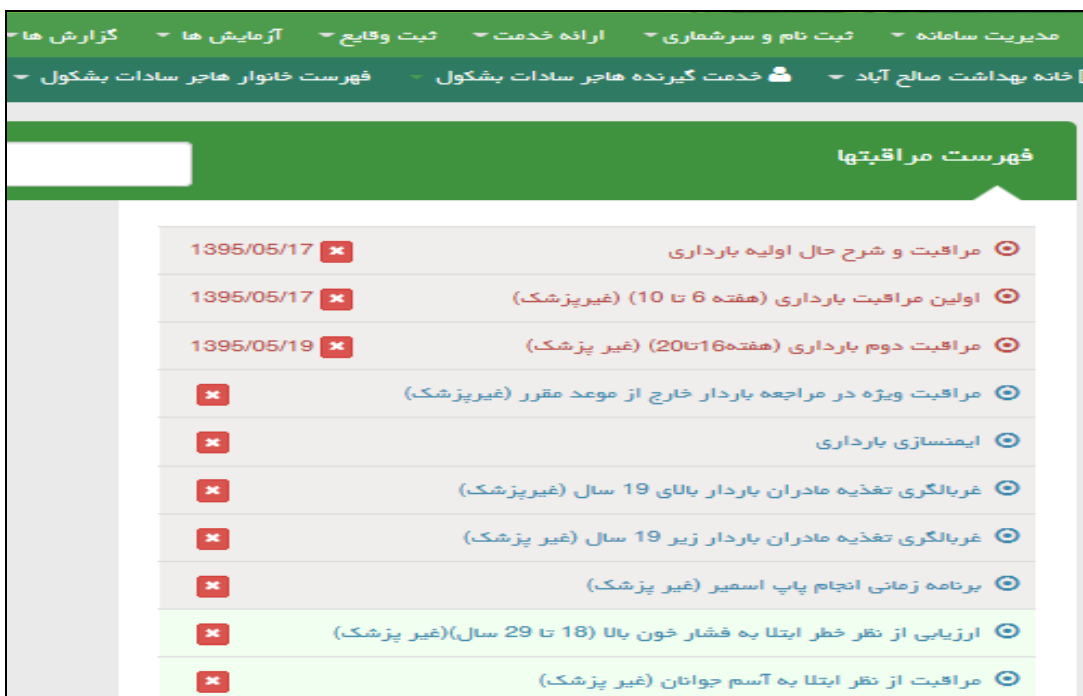 مدیریت سامانه ثبت نام و سرشماری ارائه خدمت ثبت وقایع آزمایش ها گزارش ها
خانه بهداشت صالح آباد خدمت گیرنده هاجر سادات بشکول فهرست خانوار هاجر سادات بشکول
فهرست مراقبتها
مراقبت و شرح حال اولیه بارداری 1395/05/17
اولین مراقبت بارداری (هفته 6 تا 10) (غیرپزشک) 1395/05/17
مراقبت دوم بارداری (هفته16تا20) (غیر پزشک) 1395/05/19
مراقبت ویژه در مراجعه باردار خارج از موعد مقرر (غیرپزشک)
ایمنسازی بارداری
غربالگری تغذیه مادران باردار بالای 19 سال (غیرپزشک)
غربالگری تغذیه مادران باردار زیر 19 سال (غیر پزشک)
برنامه زمانی انجام پاپ اسمیر (غیر پزشک)
ارزیابی از نظر خطر ابتلا به فشار خون بالا (18 تا 29 سال)(غیر پزشک)
مراقبت از نظر ابتلا به آسم جوانان (غیر پزشک)